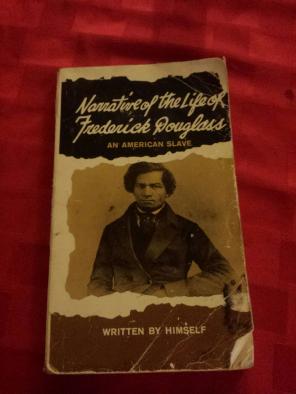 Narrative of the Life of
Frederick Douglass
AN AMERICAN SLAVE
WRITTEN BY HIMSELF